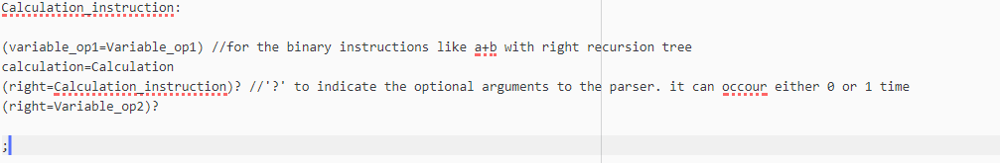 Calculation_instruction:
(variable_op1=Variable_op1) //for the binary instructions like a+b with right recursion tree
calculation=Calculation
(right=Calculation_instruction)? //'?' to indicate the optional arguments to the parser. it can occour either 0 or 1 time
(right=Variable_op2)?
;